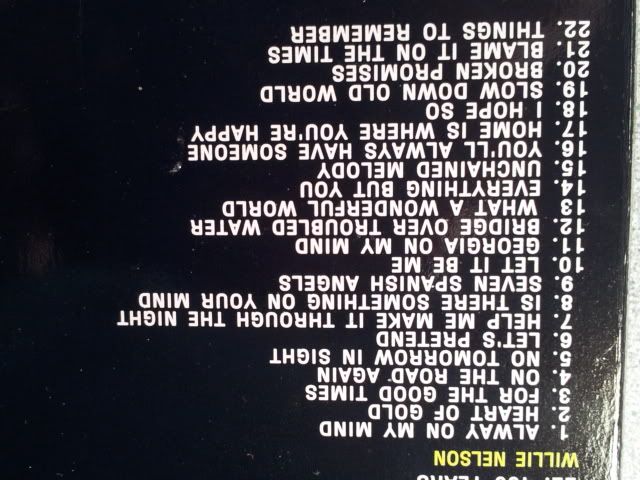 22. 100 YEARS
WILLIE NELSON
1. ALWAY ON MY MIND
2. HEART OF GOLD
3. FOR THE GOOD TIMES
4. ON THE ROAD AGAIN
5. NO TOMORROW IN SIGHT
6. LET'S PRETEND
7. HELP ME MAKE IT THROUGH THE NIGHT
8. IS THERE SOMETHING ON YOUR MIND
9. SEVEN SPANISH ANGELS
10. LET IT BE ME
11. GEORGIA ON MY MIND
12. BRIDGE OVER TROUBLED WATER
13. WHAT A WONDERFUL WORLD
14. EVERYTHING BUT YOU
15. UNCHAINED MELODY
16. YOU'LL ALWAYS HAVE SOMEONE
17. HOME IS WHERE YOU'RE HAPPY
18. I HOPE SO
19. SLOW DOWN OLD WORLD
20. BROKEN PROMISES
21. BLAME IT ON THE TIMES
22. THINGS TO REMEMBER